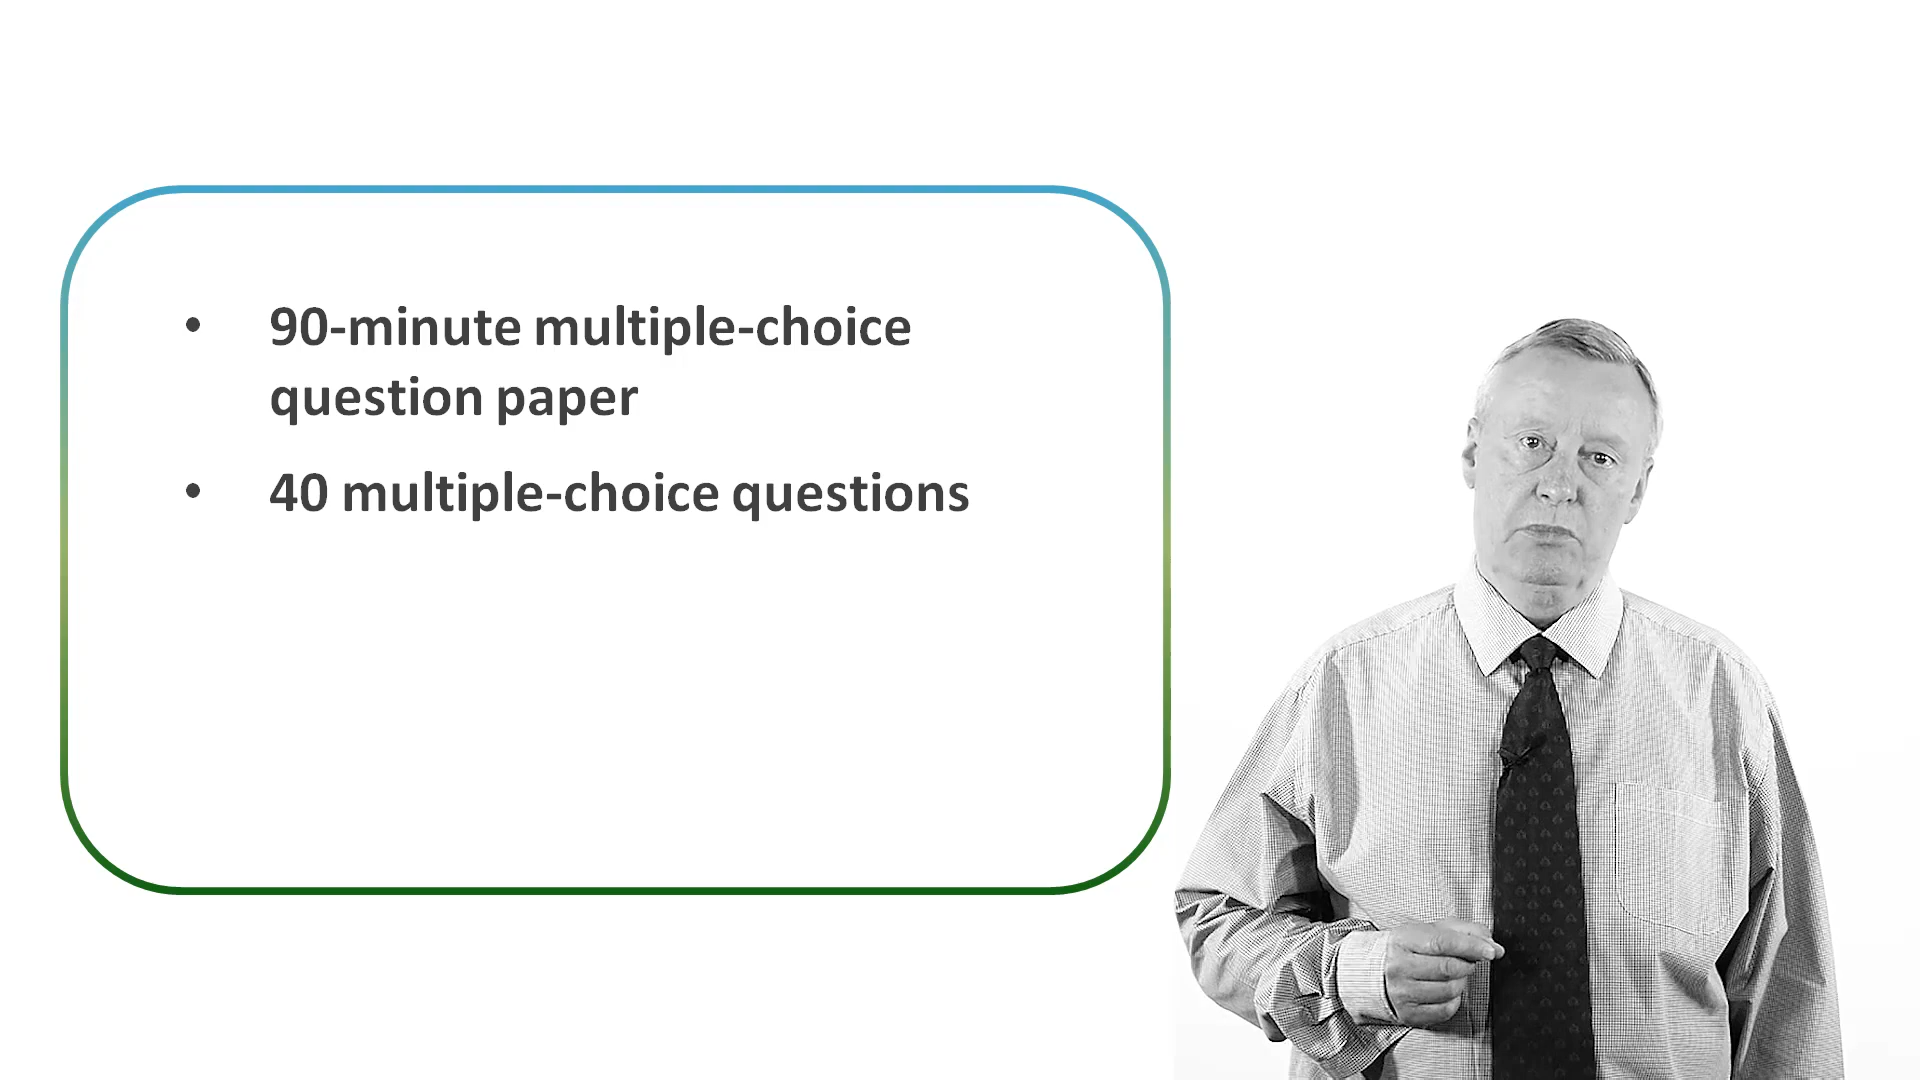 • 90-minute multiple-choice
question paper
• 40 multiple-choice questions